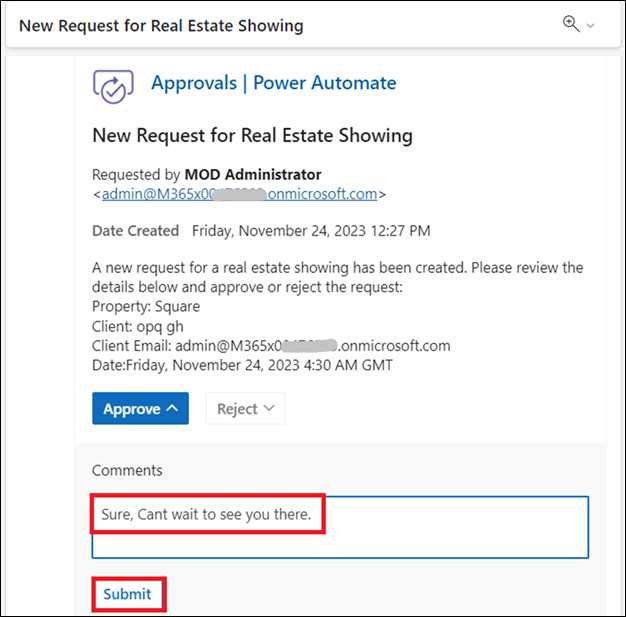 New Request for Real Estate Showing
Approvals | Power Automate
New Request for Real Estate Showing
Requested by MOD Administrator
<admin@M365x00 .onmicrosoft.com>
Date Created Friday, November 24, 2023 12:27 PM
A new request for a real estate showing has been created. Please review the
details below and approve or reject the request:
Property: Square
Client: opq gh
Client Email: admin@M365x0 .onmicrosoft.com
Date:Friday, November 24, 2023 4:30 AM GMT
Approve
Reject
Comments
Sure, Cant wait to see you there.
Submit